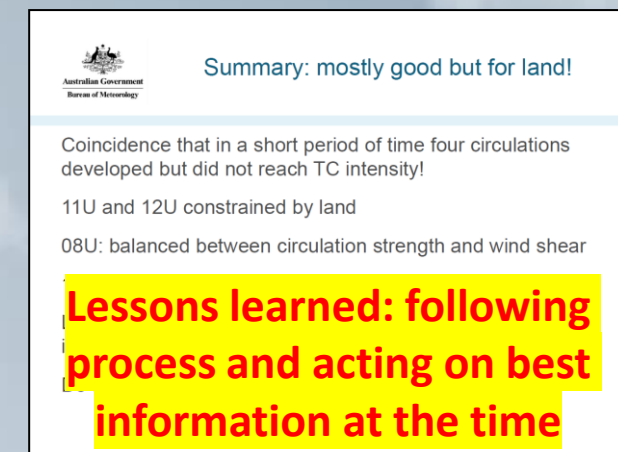 Australian Government
Bureau of Meteorology
Summary: mostly good but for land!
Coincidence that in a short period of time four circulations
developed but did not reach TC intensity!
11U and 12U constrained by land
08U: balanced between circulation strength and wind shear
Lessons learned: following
process and acting on best
information at the time